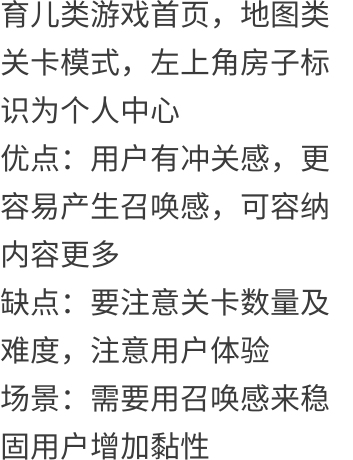 育儿类游戏首页，地图类
关卡模式，左上角房子标
识为个人中心
优点：用户有冲关感，更
容易产生召唤感，可容纳
内容更多
缺点：要注意关卡数量及
难度，注意用户体验
场景：需要用召唤感来稳
固用户增加黏性